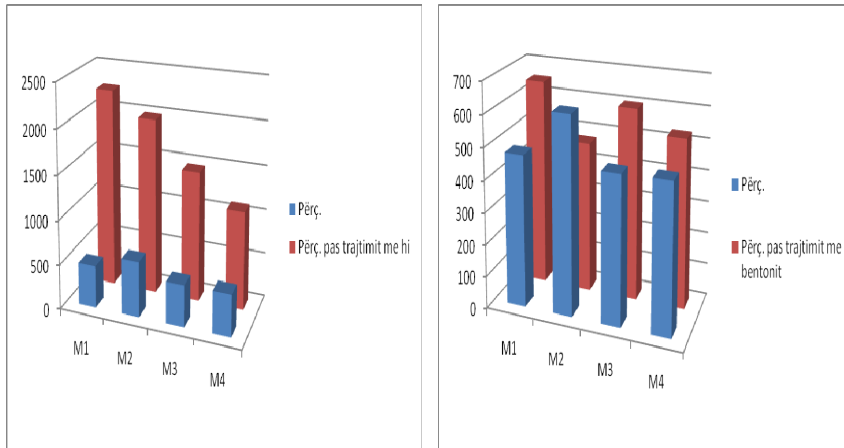 2500
2000
1500
1000
500
0
M1
M2
M3
M4
Përç.
Përç. pas trajtimit me hi
700
600
500
400
300
200
100
0
M1
M2
M3
M4
Përç.
Përç. pas trajtimit me
bentonit